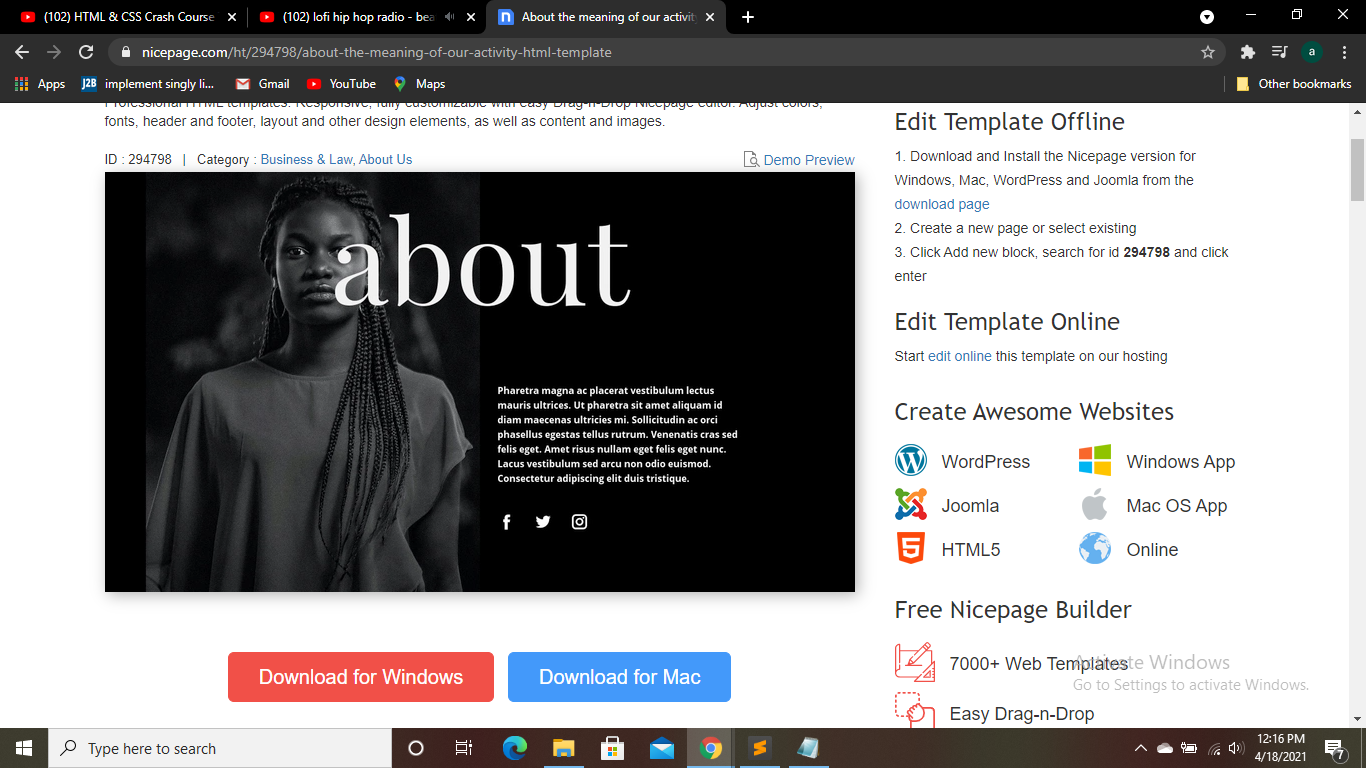 (102) HTML & CSS Crash Course
(102) lofi hip hop radio - bea
About the meaning of our activit
nicepage.com/ht/294798/about-the-meaning-of-our-activity-html-template
a
Apps
J2B implement singly li...
Gmail
YouTube
Maps
Other bookmarks
Professional HTML templates. Responsive, fully customizable with easy Drag-n-Drop Nicepage editor. Adjust colors,
fonts, header and footer, layout and other design elements, as well as content and images.
ID : 294798 | Category : Business & Law, About Us
Demo Preview
about
Pharetra magna ac placerat vestibulum lectus
mauris ultrices. Ut pharetra sit amet aliquam id
diam maecenas ultricies mi. Sollicitudin ac orci
phasellus egestas tellus rutrum. Venenatis cras sed
felis eget. Amet risus nullam eget felis eget nunc.
Lacus vestibulum sed arcu non odio euismod.
Consectetur adipiscing elit duis tristique.
Download for Windows
Download for Mac
Edit Template Offline
1. Download and Install the Nicepage version for
Windows, Mac, WordPress and Joomla from the
download page
2. Create a new page or select existing
3. Click Add new block, search for id 294798 and click
enter
Edit Template Online
Start edit online this template on our hosting
Create Awesome Websites
WordPress
Windows App
Joomla
Mac OS App
HTML5
Online
Free Nicepage Builder
7000+ Web Templates
Easy Drag-n-Drop
Activate Windows
Go to Settings to activate Windows.
Type here to search
12:16 PM
4/18/2021
7